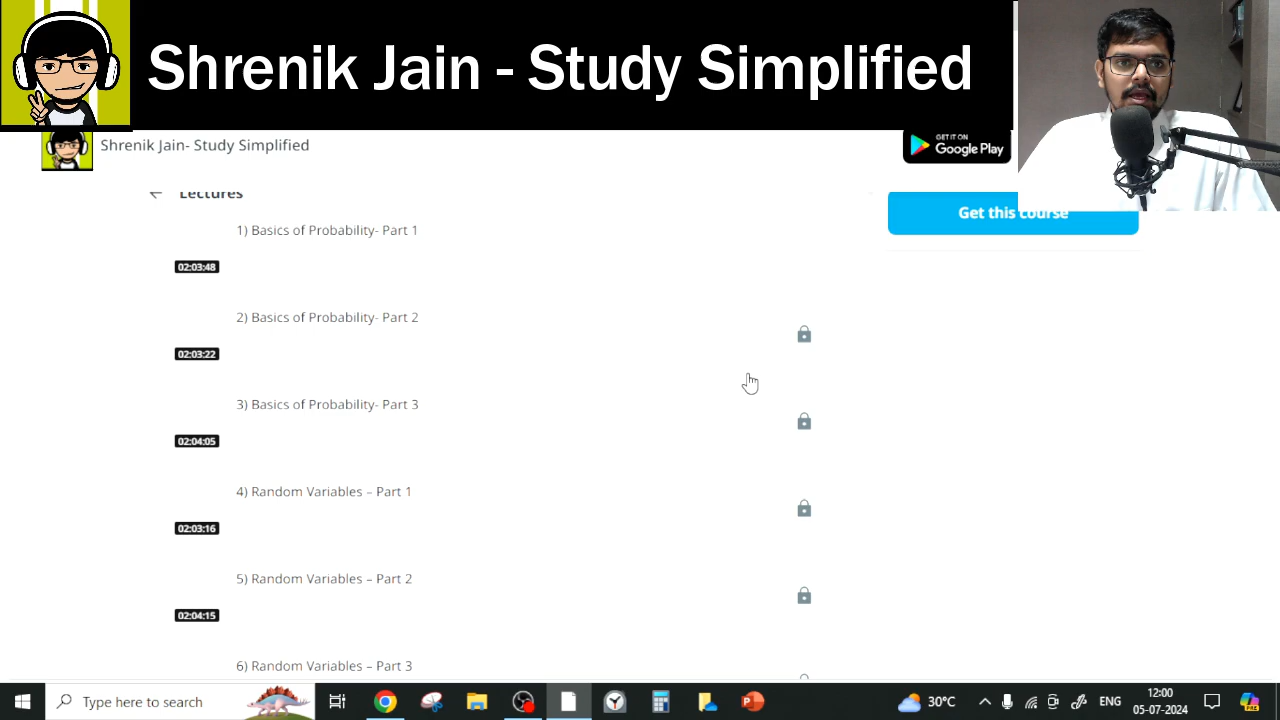 Shrenik Jain - Study Simplified
Shrenik Jain- Study Simplified
GET IT ON
Google Play
Lectures
Get this course
1) Basics of Probability- Part 1
02:03:48
2) Basics of Probability- Part 2
02:03:22
3) Basics of Probability- Part 3
02:04:05
4) Random Variables – Part 1
02:03:16
5) Random Variables – Part 2
02:04:15
6) Random Variables – Part 3
Type here to search
30°C
ENG
12:00
05-07-2024